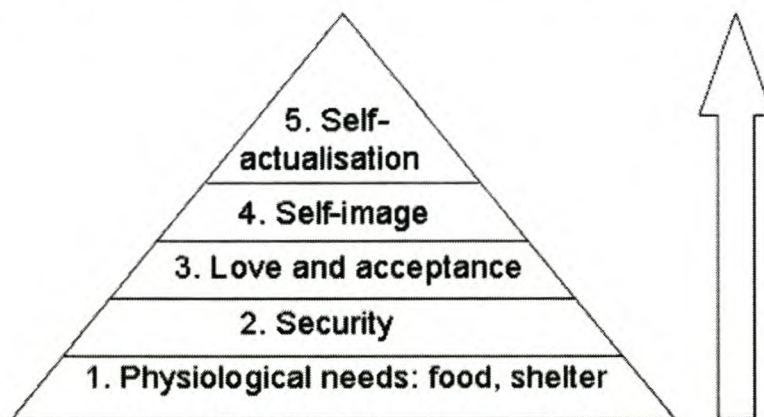 5. Self-
actualisation
4. Self-image
3. Love and acceptance
2. Security
1. Physiological needs: food, shelter